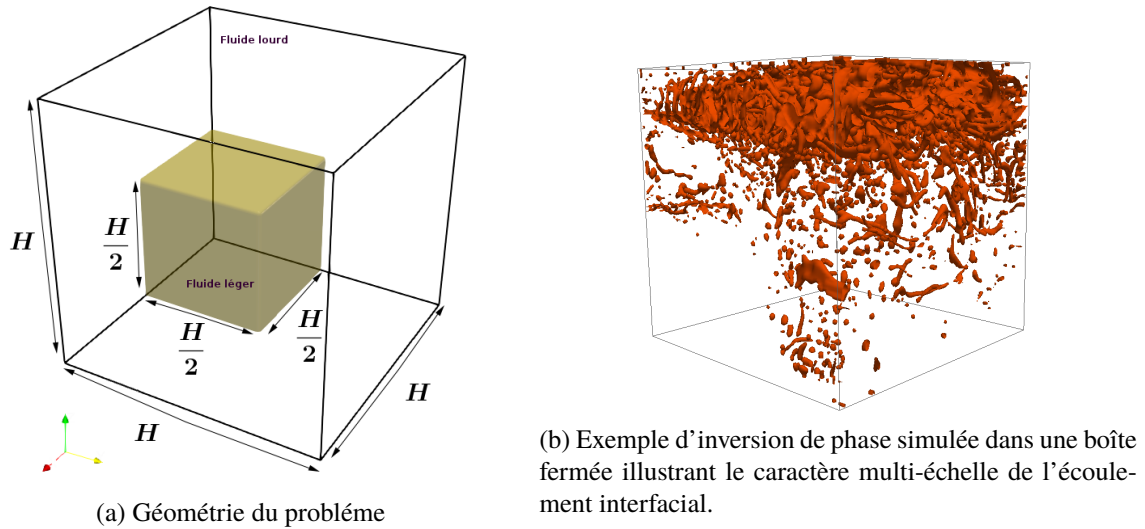 Fluide lourd
H
H/2
Fluide léger
H/2
H/2
H
H
(a) Géométrie du probléme
(b) Exemple d'inversion de phase simulée dans une boîte
fermée illustrant le caractère multi-échelle de l'écoule-
ment interfacial.